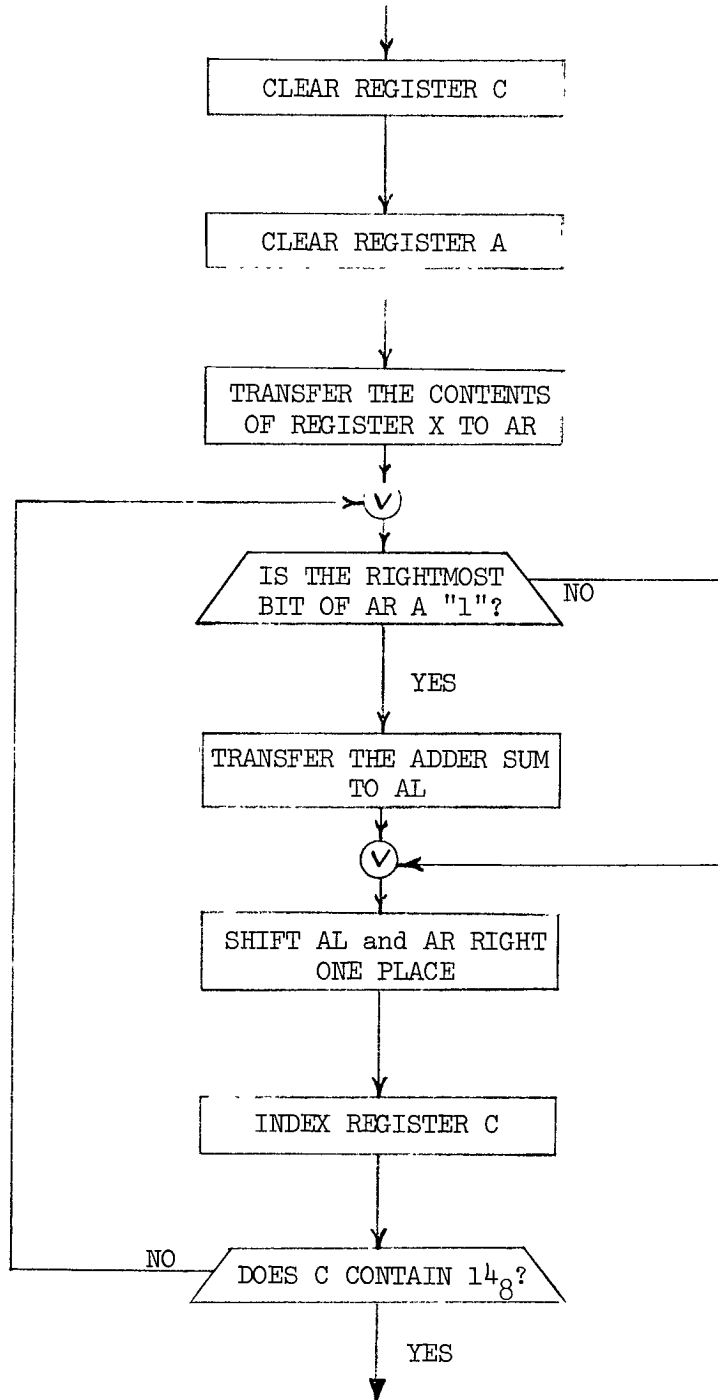 CLEAR REGISTER C
CLEAR REGISTER A
TRANSFER THE CONTENTS
OF REGISTER X TO AR
V
IS THE RIGHTMOST
BIT OF AR A "1"?
NO
YES
TRANSFER THE ADDER SUM
TO AL
V
SHIFT AL and AR RIGHT
ONE PLACE
INDEX REGISTER C
NO
DOES C CONTAIN 14₈?
YES